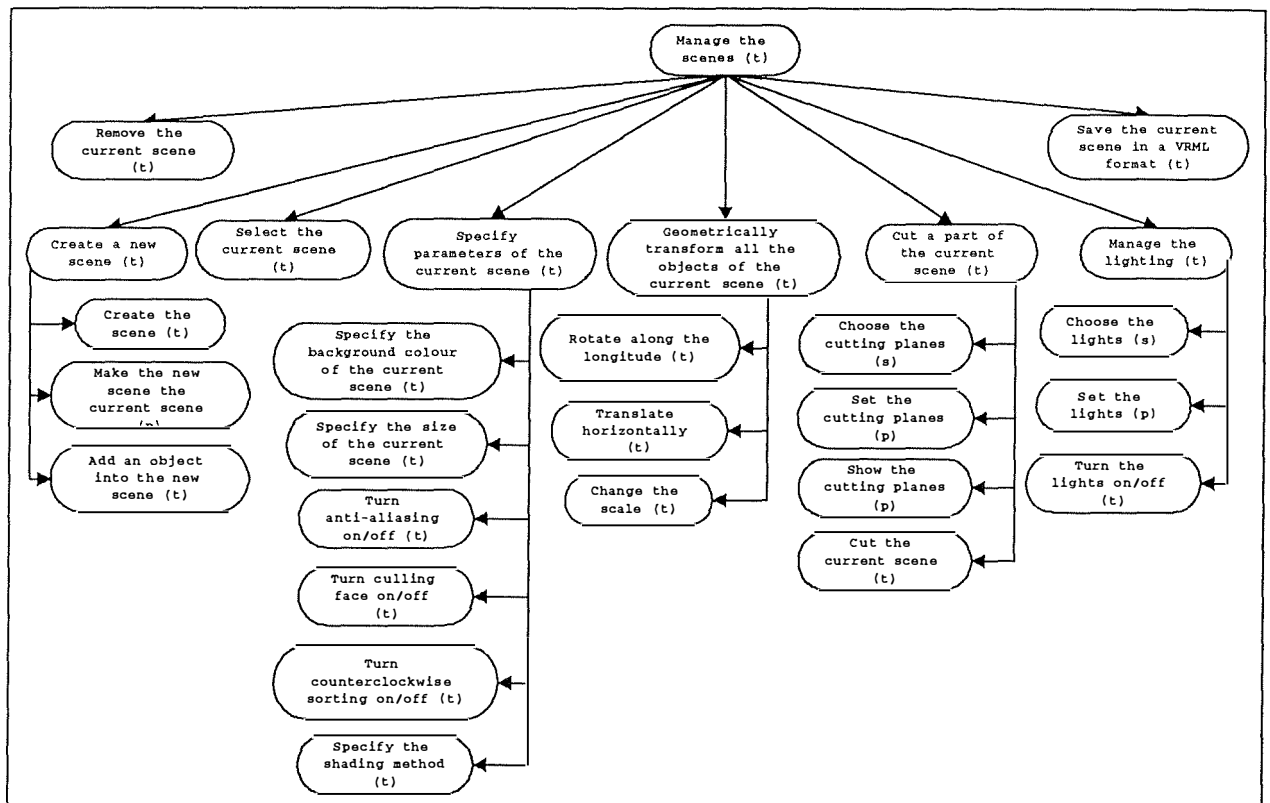 Manage the
scenes (t)
Remove the
current scene
(t)
Save the current
scene in a VRML
format (t)
Create a new
scene (t)
Select the
current scene
(t)
Specify
parameters of the
current scene (t)
Geometrically
transform all the
objects of the
current scene (t)
Cut a part of
the current
scene (t)
Manage the
lighting (t)
Create the
scene (t)
Make the new
scene the
current scene
Add an object
into the new
scene (t)
Specify the
background colour
of the current
scene (t)
Specify the size
of the current
scene (t)
Turn
anti-aliasing
on/off (t)
Turn culling
face on/off
(t)
Turn
counterclockwise
sorting on/off (t)
Specify the
shading method
(t)
Rotate along the
longitude (t)
Translate
horizontally
(t)
Change the
scale (t)
Choose the
cutting planes
(s)
Set the
cutting planes
(p)
Show the
cutting planes
(p)
Cut the
current scene
(t)
Choose the
lights (s)
Set the
lights (p)
Turn the
lights on/off
(t)